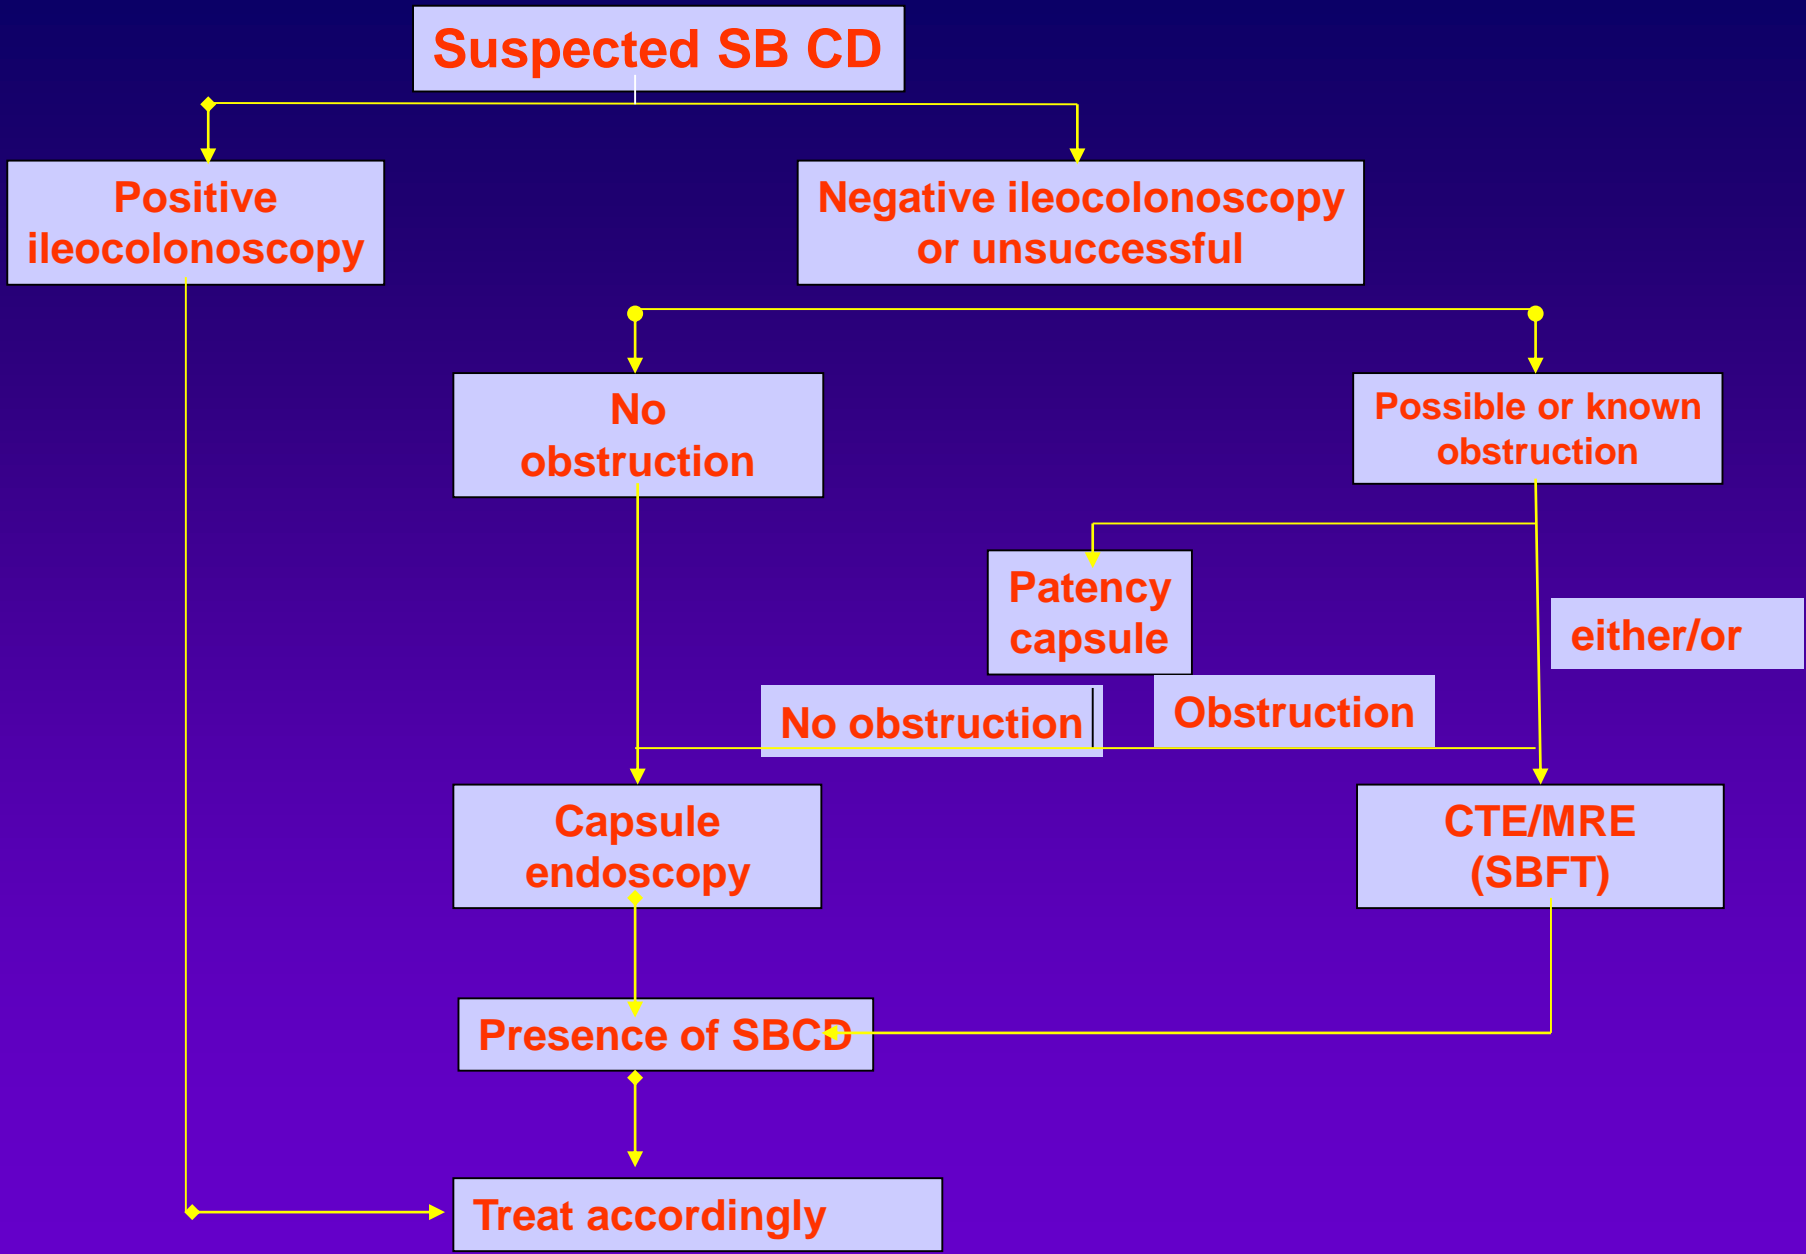 Suspected SB CD
Positive
ileocolonoscopy
Negative ileocolonoscopy
or unsuccessful
No
obstruction
Possible or known
obstruction
Patency
capsule
either/or
No obstruction
Obstruction
Capsule
endoscopy
CTE/MRE
(SBFT)
Presence of SBCD
Treat accordingly